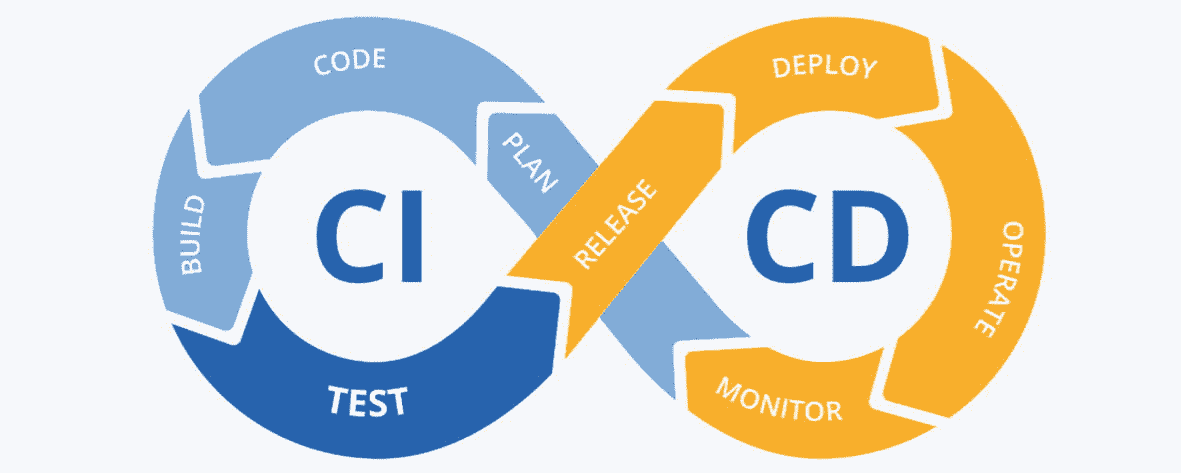 CODE
DEPLOY
PLAN
BUILD
CI
RELEASE
CD
OPERATE
TEST
MONITOR